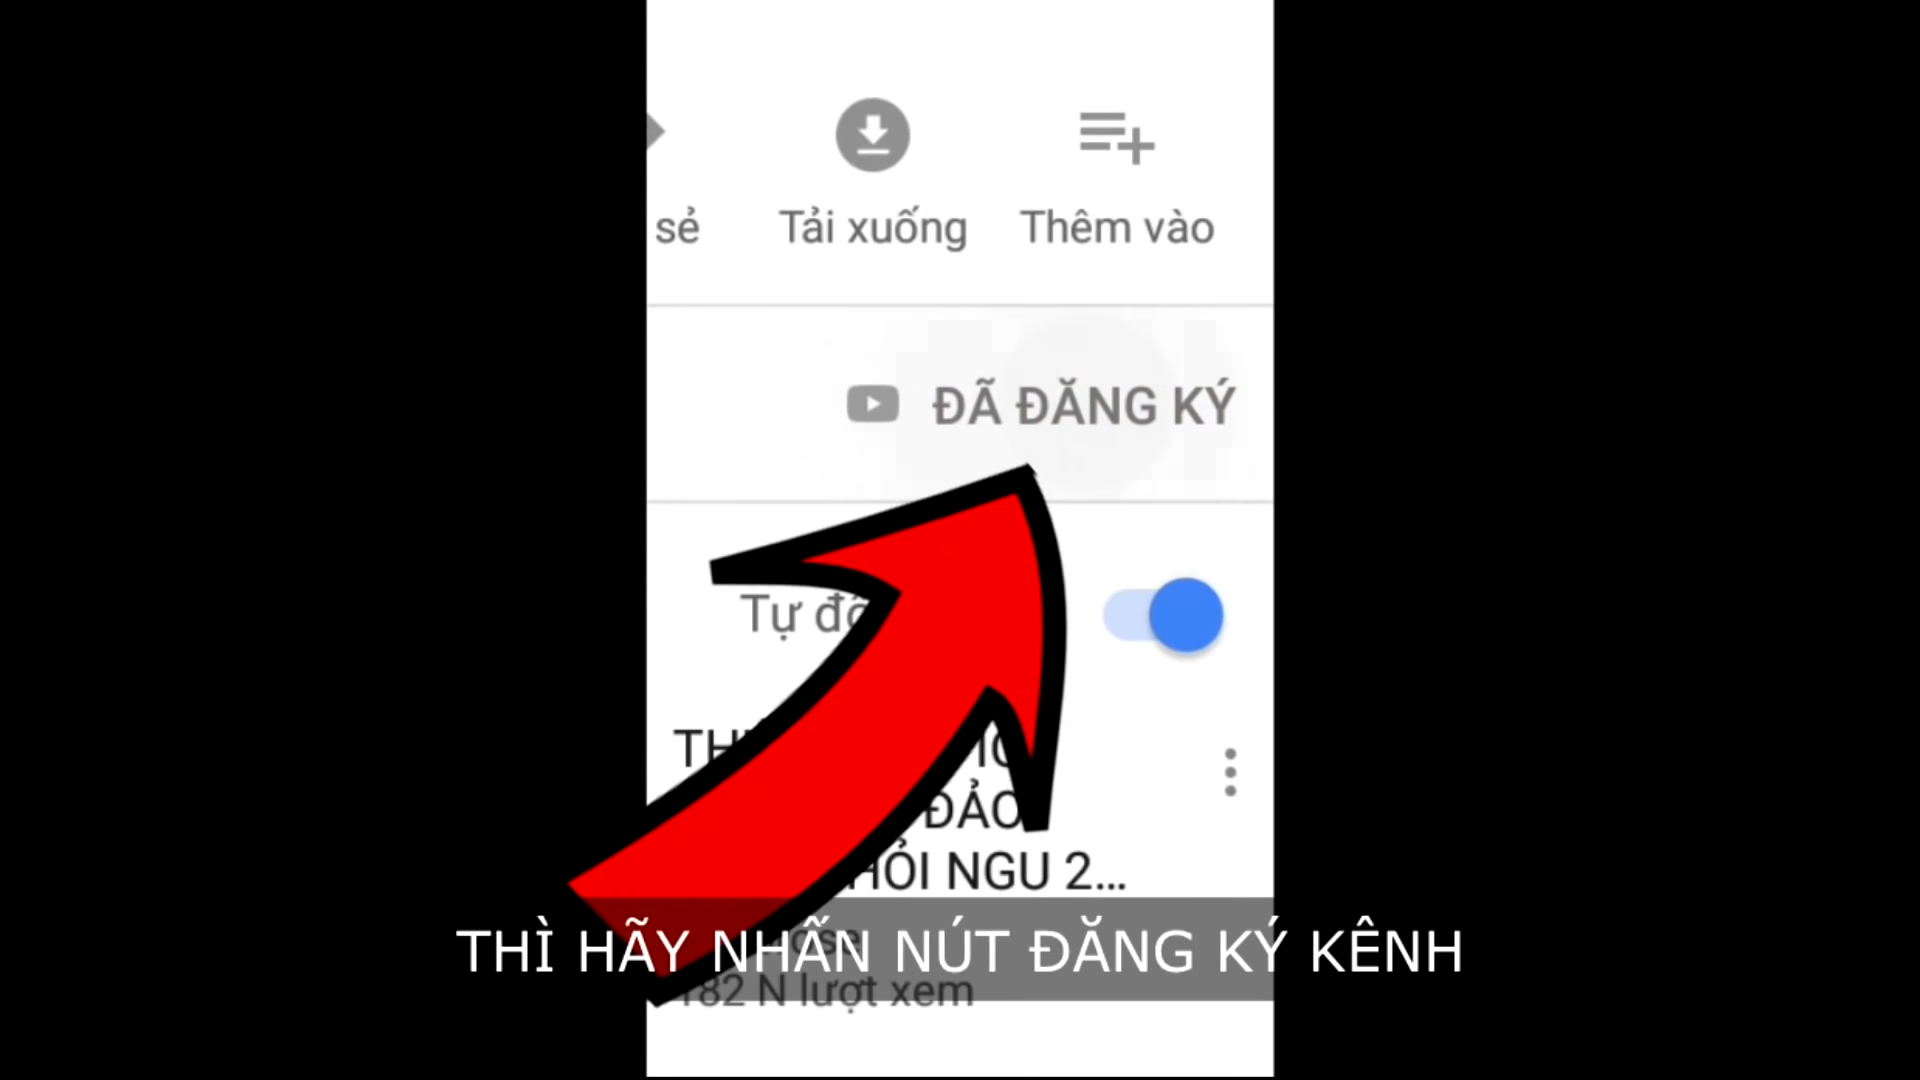 sẻ
Tải xuống
Thêm vào
ĐÃ ĐĂNG KÝ
Tự
ĐẢO
NGU 2...
THÌ HÃY NHẤN NÚT ĐĂNG KÝ KÊNH
182 N lượt xem